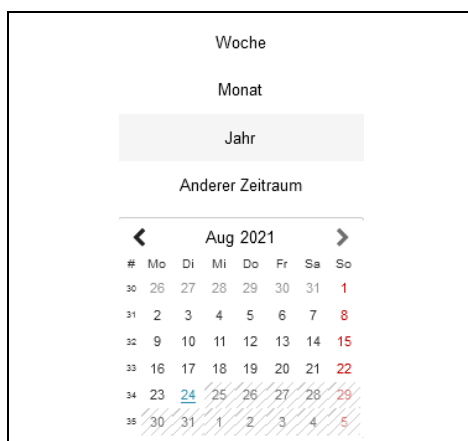 Woche
Monat
Jahr
Anderer Zeitraum
Aug 2021
# Mo Di Mi Do Fr Sa So
30 26 27 28 29 30 31 1
31 2 3 4 5 6 7 8
32 9 10 11 12 13 14 15
33 16 17 18 19 20 21 22
34 23 24 25 26 27 28 29
35 30 31 1 2 3 4 5